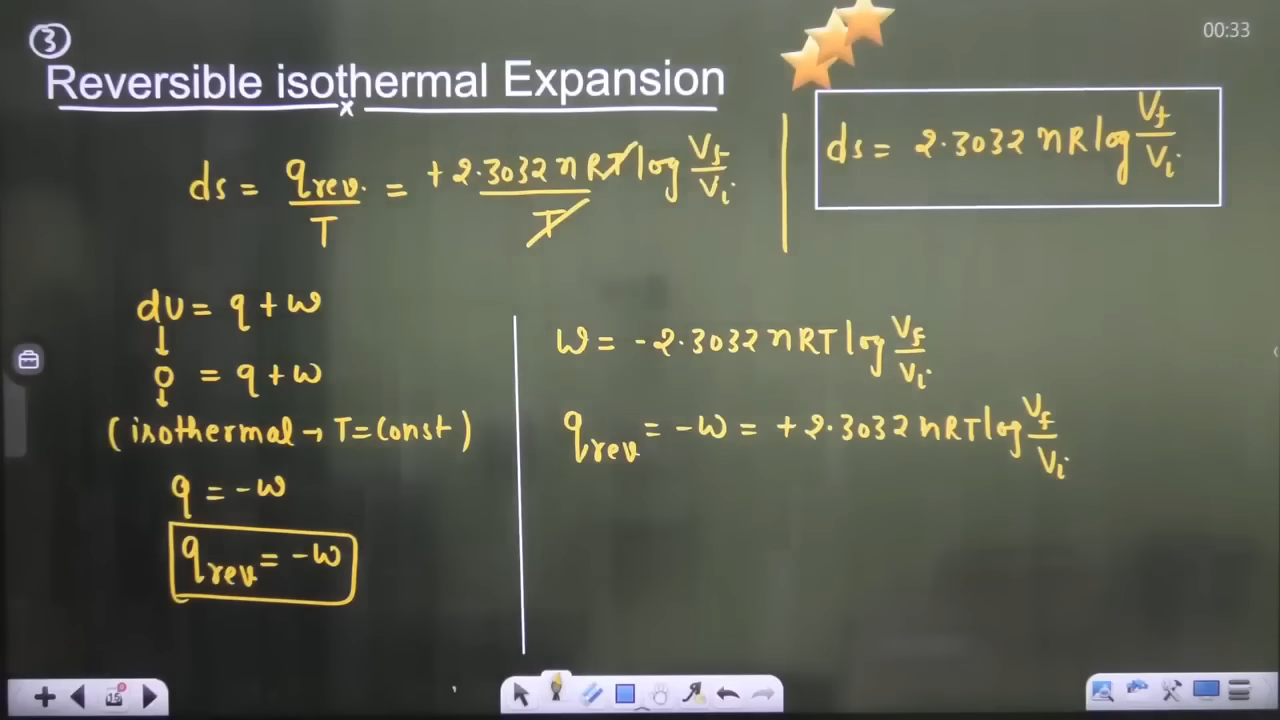 00:33
③
Reversible isothermal Expansion
ds = q_rev. / T = +2.3032 nRT log V_f / V_i / T
ds = 2.3032 nR log V_f / V_i
dU = q + w
↓
0 = q + w
↓
(isothermal → T = Const)
q = -w
q_rev = -w
w = -2.3032 nRT log V_f / V_i
q_rev = -w = +2.3032 nRT log V_f / V_i
15